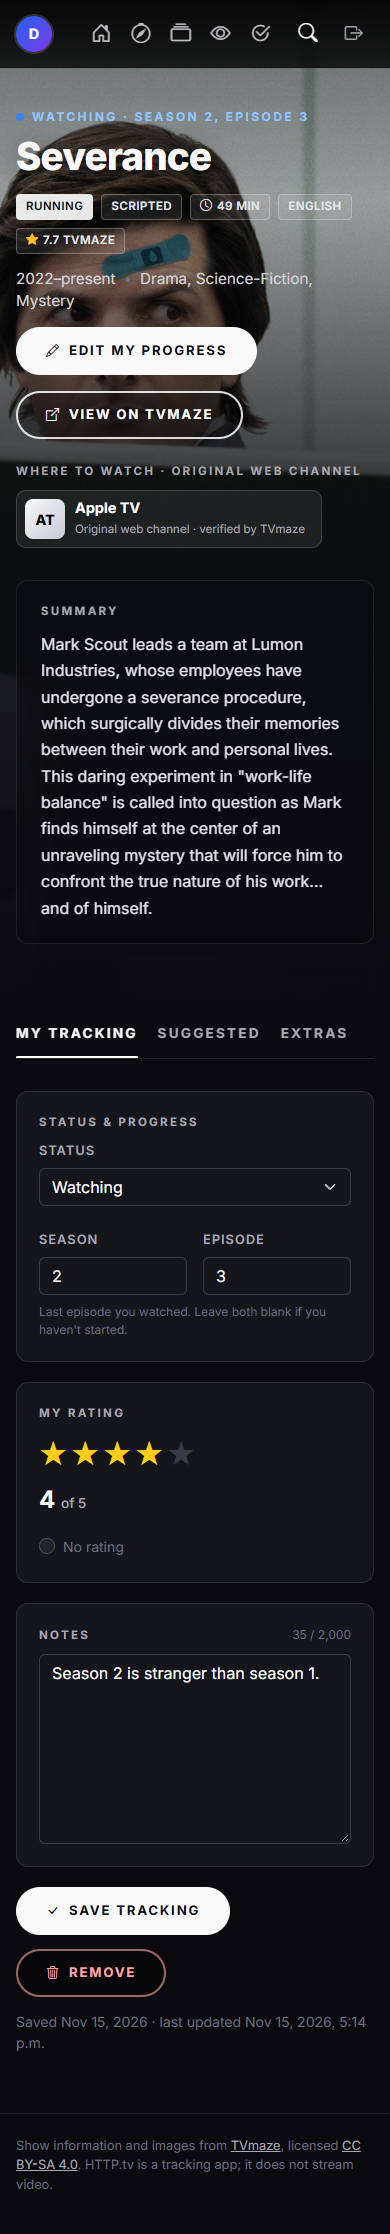 D
WATCHING · SEASON 2, EPISODE 3
Severance
RUNNING SCRIPTED 49 MIN ENGLISH
7.7 TVMAZE
2022–present · Drama, Science-Fiction,
Mystery
EDIT MY PROGRESS
VIEW ON TVMAZE
WHERE TO WATCH · ORIGINAL WEB CHANNEL
AT Apple TV
Original web channel · verified by TVmaze
SUMMARY
Mark Scout leads a team at Lumon
Industries, whose employees have
undergone a severance procedure,
which surgically divides their memories
between their work and personal lives.
This daring experiment in "work-life
balance" is called into question as Mark
finds himself at the center of an
unraveling mystery that will force him to
confront the true nature of his work...
and of himself.
MY TRACKING SUGGESTED EXTRAS
STATUS & PROGRESS
STATUS
Watching
SEASON EPISODE
2 3
Last episode you watched. Leave both blank if you
haven't started.
MY RATING
4 of 5
No rating
NOTES 35 / 2,000
Season 2 is stranger than season 1.
SAVE TRACKING
REMOVE
Saved Nov 15, 2026 · last updated Nov 15, 2026, 5:14
p.m.
Show information and images from TVmaze, licensed CC
BY-SA 4.0. HTTP.tv is a tracking app; it does not stream
video.